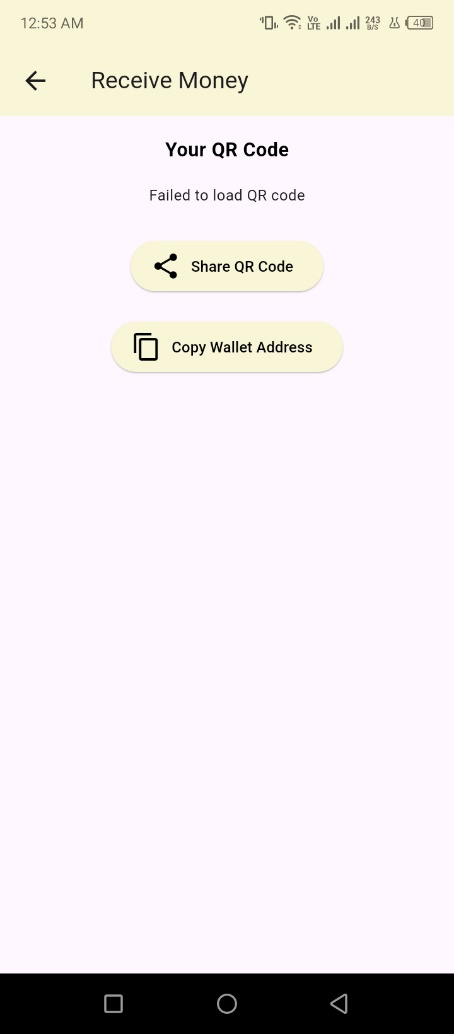 12:53 AM
Vo LTE
243 B/S
Receive Money
Your QR Code
Failed to load QR code
Share QR Code
Copy Wallet Address